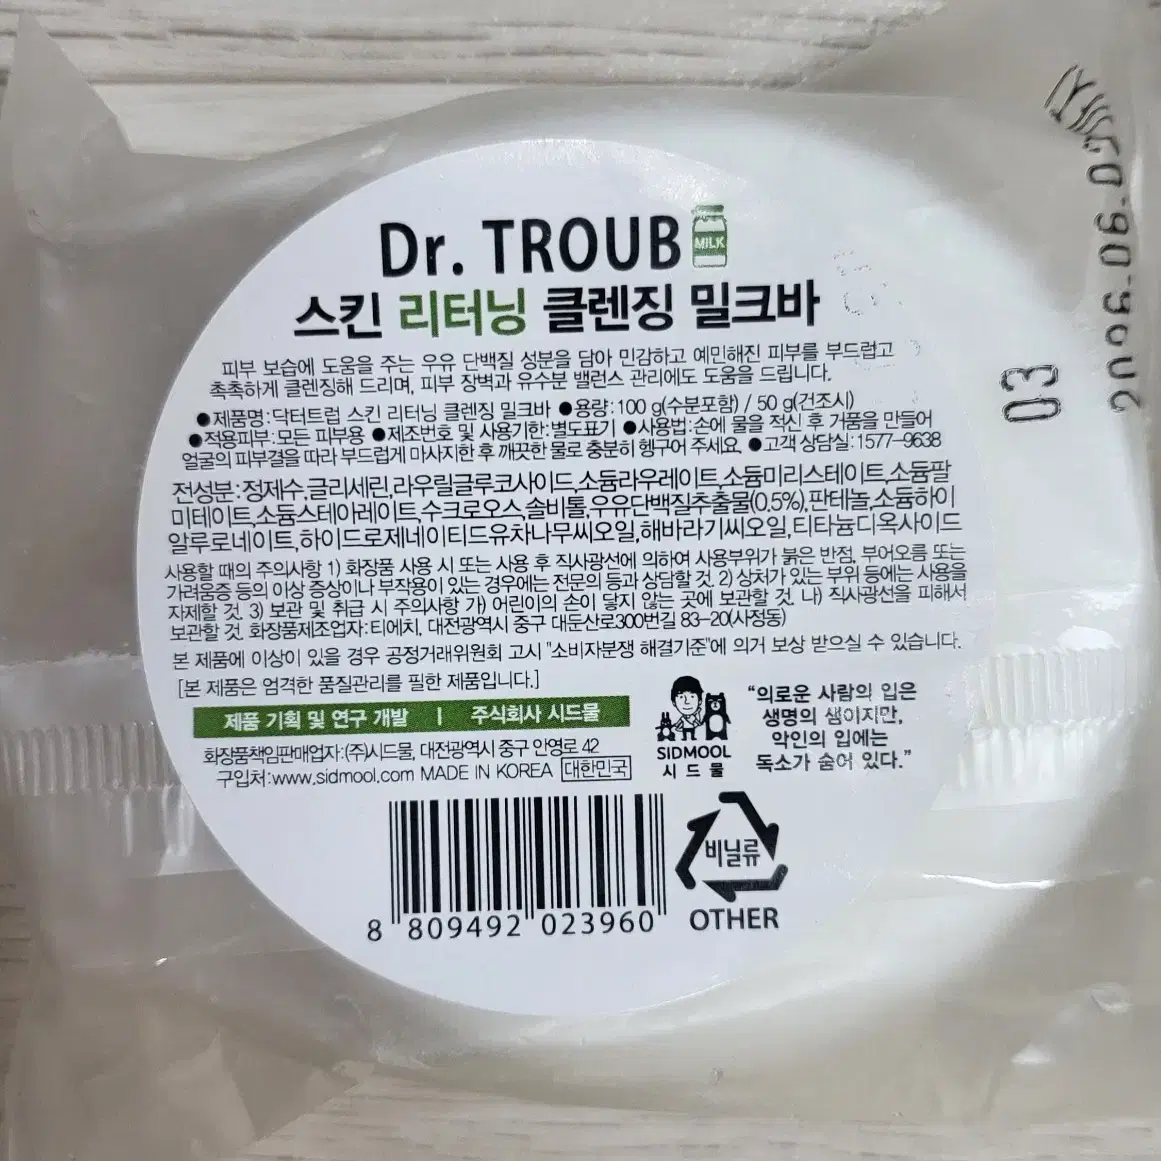 Dr. TROUB MILK
스킨 리터닝 클렌징 밀크바
피부 보습에 도움을 주는 우유 단백질 성분을 담아 민감하고 예민해진 피부를 부드럽고
촉촉하게 클렌징해 드리며, 피부 장벽과 유수분 밸런스 관리에도 도움을 드립니다.
●제품명:닥터트럽 스킨 리터닝 클렌징 밀크바 ●용량:100 g(수분포함) / 50 g(건조시)
●적용피부:모든 피부용 ●제조번호 및 사용기한:별도표기 ●사용법:손에 물을 적신 후 거품을 만들어
얼굴의 피부결을 따라 부드럽게 마사지한 후 깨끗한 물로 충분히 헹구어 주세요. ●고객 상담실:1577-9638
전성분:정제수,글리세린,라우릴글루코사이드,소듐라우레이트,소듐미리스테이트,소듐팔
미테이트,소듐스테아레이트,수크로오스,솔비톨,우유단백질추출물(0.5%),판테놀,소듐하이
알루로네이트,하이드로제네이티드유차나무씨오일,해바라기씨오일,티타늄디옥사이드
사용할 때의 주의사항 1) 화장품 사용 시 또는 사용 후 직사광선에 의하여 사용부위가 붉은 반점, 부어오름 또는
가려움증 등의 이상 증상이나 부작용이 있는 경우에는 전문의 등과 상담할 것. 2) 상처가 있는 부위 등에는 사용을
자제할 것. 3) 보관 및 취급 시 주의사항 가) 어린이의 손이 닿지 않는 곳에 보관할 것. 나) 직사광선을 피해서
보관할 것. 화장품제조업자:티에치, 대전광역시 중구 대둔산로300번길 83-20(사정동)
본 제품에 이상이 있을 경우 공정거래위원회 고시 "소비자분쟁 해결기준"에 의거 보상 받으실 수 있습니다.
[본 제품은 엄격한 품질관리를 필한 제품입니다.]
제품 기획 및 연구 개발 | 주식회사 시드물
화장품책임판매업자:(주)시드물, 대전광역시 중구 안영로 42
구입처:www.sidmool.com MADE IN KOREA 대한민국
SIDMOOL
시드물
"의로운 사람의 입은
생명의 샘이지만,
악인의 입에는
독소가 숨어 있다."
8 809492 023960
비닐류
OTHER
03